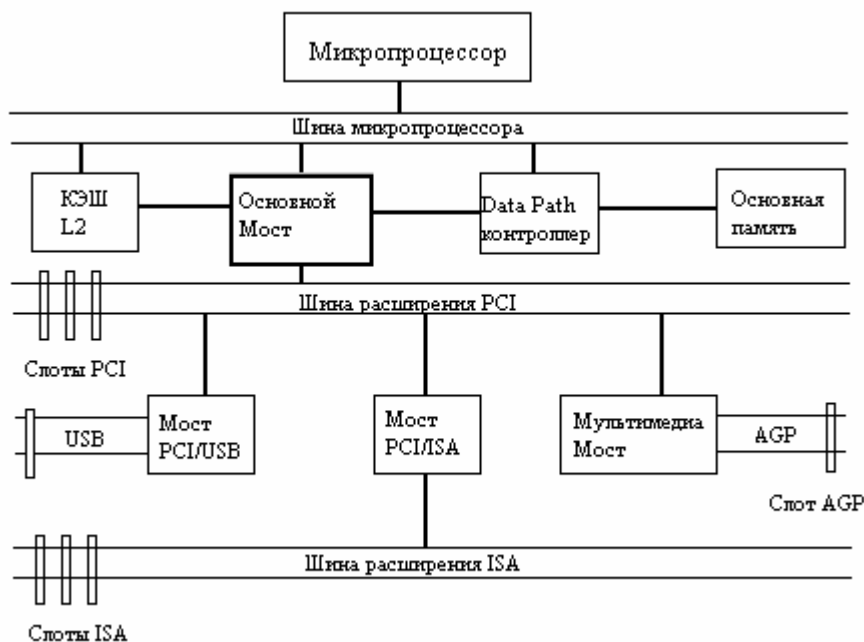 Микропроцессор
Шина микропроцессора
КЭШ
L2
Основной
Мост
Data Path
контроллер
Основная
память
Шина расширения PCI
Слоты PCI
USB
Мост
PCI/USB
Мост
PCI/ISA
Мультимедиа
Мост
AGP
Слот AGP
Шина расширения ISA
Слоты ISA